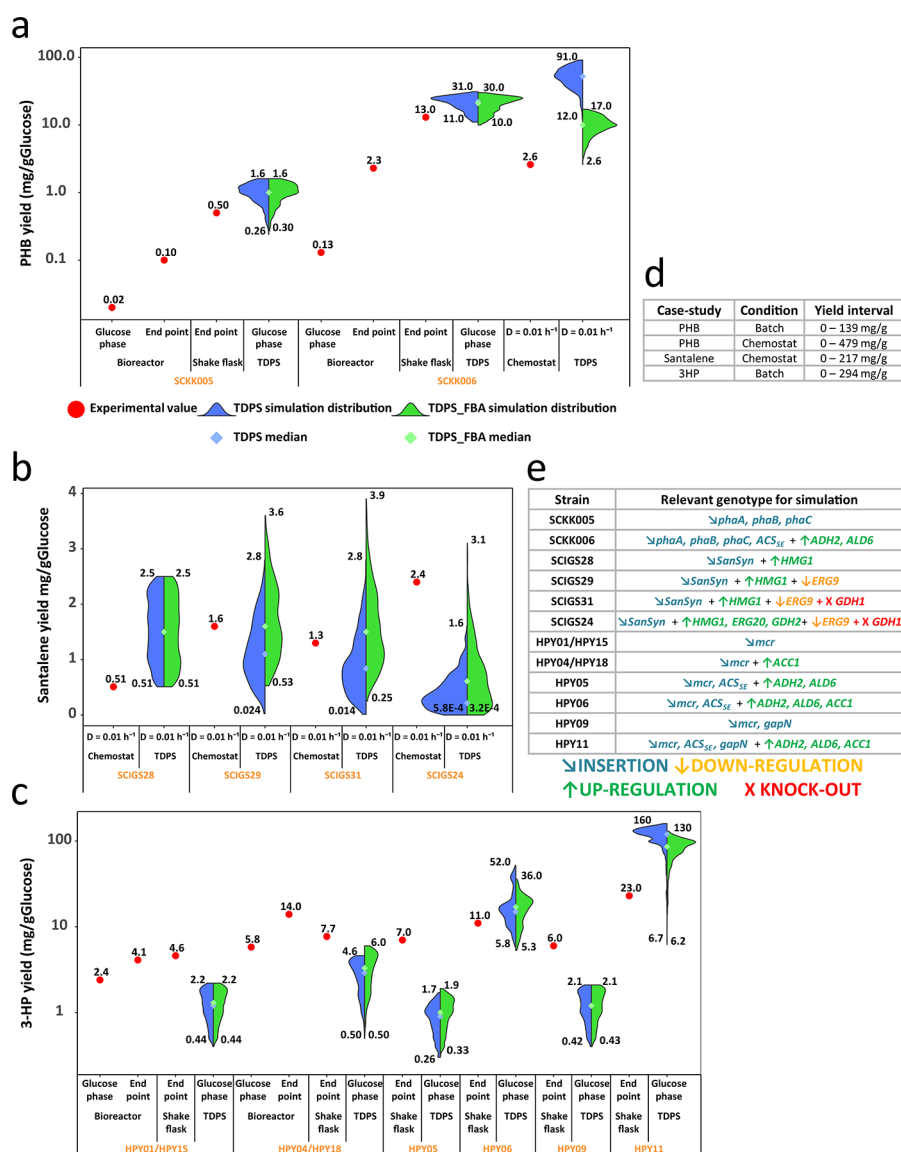 a
PHB yield (mg/gGlucose)
100.0
10.0
1.0
0.1
0.02
0.10
0.50
1.6 1.6
0.26 0.30
0.13
2.3
13.0
31.0 30.0
11.0 10.0
2.6
91.0
12.0 17.0
2.6
Glucose phase End point End point Glucose phase Glucose phase End point End point Glucose phase D = 0.01 h⁻¹ D = 0.01 h⁻¹
Bioreactor Shake flask TDPS Bioreactor Shake flask TDPS Chemostat TDPS
SCKK005 SCKK006
Experimental value TDPS simulation distribution TDPS_FBA simulation distribution
TDPS median TDPS_FBA median
d
Case-study Condition Yield interval
PHB Batch 0 – 139 mg/g
PHB Chemostat 0 – 479 mg/g
Santalene Chemostat 0 – 217 mg/g
3HP Batch 0 – 294 mg/g
b
Santalene yield mg/gGlucose
4
3
2
1
0
0.51
2.5 2.5
0.51 0.51
1.6
3.6
2.8
0.53
0.024
1.3
3.9
2.8
0.25
0.014
2.4
3.1
1.6
5.8E-4 3.2E-4
D = 0.01 h⁻¹ D = 0.01 h⁻¹ D = 0.01 h⁻¹ D = 0.01 h⁻¹ D = 0.01 h⁻¹ D = 0.01 h⁻¹ D = 0.01 h⁻¹ D = 0.01 h⁻¹
Chemostat TDPS Chemostat TDPS Chemostat TDPS Chemostat TDPS
SCIGS28 SCIGS29 SCIGS31 SCIGS24
e
Strain Relevant genotype for simulation
SCKK005 ↘phaA, phaB, phaC
SCKK006 ↘phaA, phaB, phaC, ACS_SE + ↑ADH2, ALD6
SCIGS28 ↘SanSyn + ↑HMG1
SCIGS29 ↘SanSyn + ↑HMG1 + ↓ERG9
SCIGS31 ↘SanSyn + ↑HMG1 + ↓ERG9 + X GDH1
SCIGS24 ↘SanSyn + ↑HMG1, ERG20, GDH2+ ↓ERG9 + X GDH1
HPY01/HPY15 ↘mcr
HPY04/HPY18 ↘mcr + ↑ACC1
HPY05 ↘mcr, ACS_SE + ↑ADH2, ALD6
HPY06 ↘mcr, ACS_SE + ↑ADH2, ALD6, ACC1
HPY09 ↘mcr, gapN
HPY11 ↘mcr, ACS_SE, gapN + ↑ADH2, ALD6, ACC1
↘INSERTION ↓DOWN-REGULATION
↑UP-REGULATION X KNOCK-OUT
c
3-HP yield (mg/gGlucose)
100
10
1
2.4
4.1
4.6
2.2 2.2
0.44 0.44
5.8
14.0
7.7
4.6 6.0
0.50 0.50
7.0
1.7 1.9
0.26 0.33
11.0
52.0
36.0
5.8 5.3
6.0
2.1 2.1
0.42 0.43
23.0
160 130
6.7 6.2
Glucose End End Glucose Glucose End End Glucose End Glucose End Glucose End Glucose End Glucose
phase point point phase phase point point phase point phase point phase point phase point phase
Bioreactor Shake TDPS Bioreactor Shake TDPS Shake TDPS Shake TDPS Shake TDPS Shake TDPS
flask flask flask flask flask flask
HPY01/HPY15 HPY04/HPY18 HPY05 HPY06 HPY09 HPY11